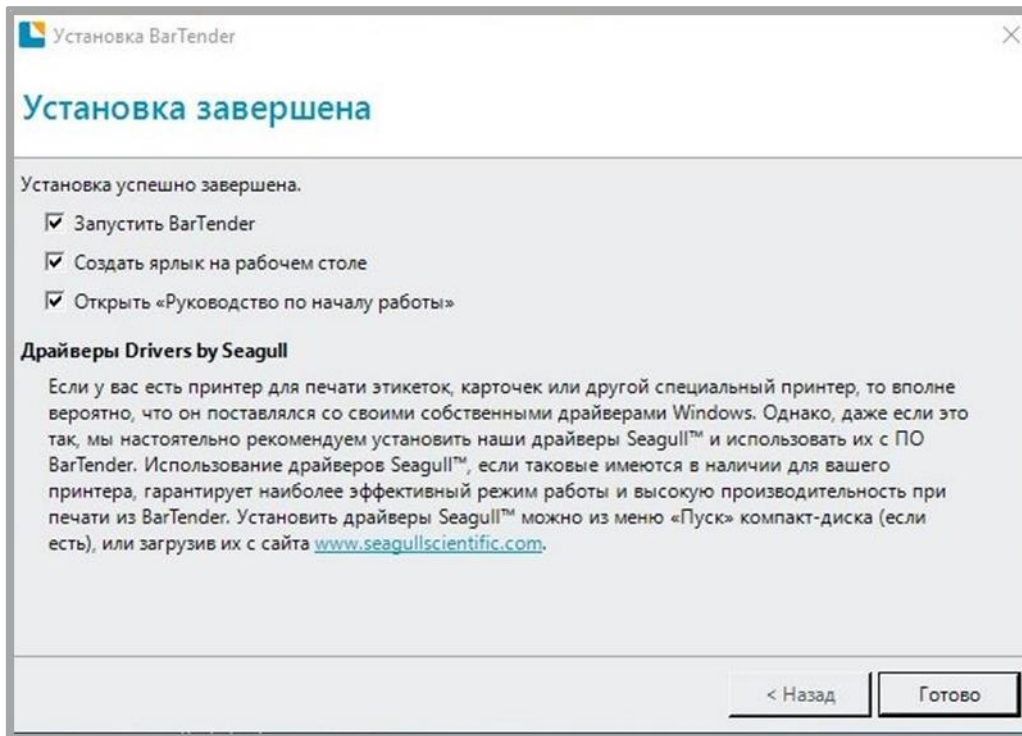 Установка BarTender
Установка завершена
Установка успешно завершена.
Запустить BarTender
Создать ярлык на рабочем столе
Открыть «Руководство по началу работы»
Драйверы Drivers by Seagull
Если у вас есть принтер для печати этикеток, карточек или другой специальный принтер, то вполне
вероятно, что он поставлялся со своими собственными драйверами Windows. Однако, даже если это
так, мы настоятельно рекомендуем установить наши драйверы Seagull™ и использовать их с ПО
BarTender. Использование драйверов Seagull™, если таковые имеются в наличии для вашего
принтера, гарантирует наиболее эффективный режим работы и высокую производительность при
печати из BarTender. Установить драйверы Seagull™ можно из меню «Пуск» компакт-диска (если
есть), или загрузив их с сайта www.seagullscientific.com.
< Назад
Готово